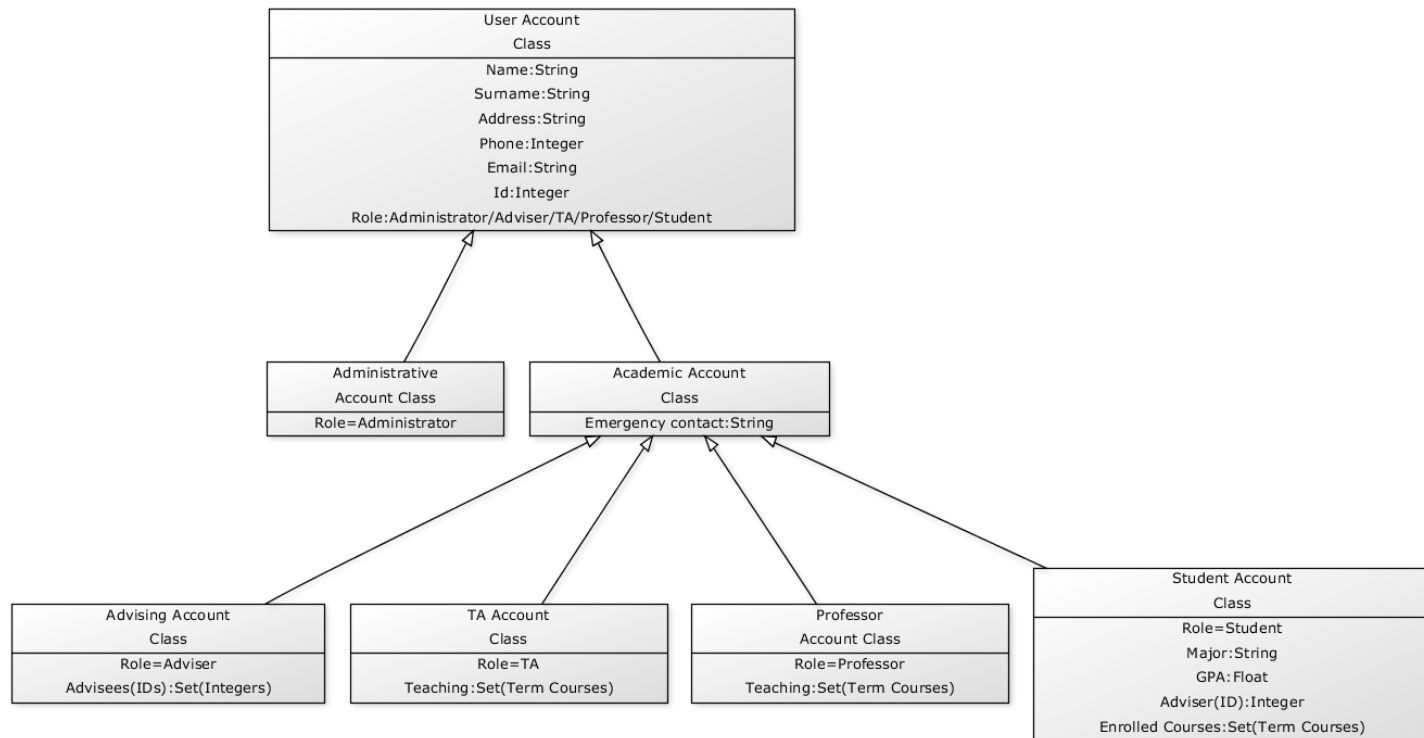 User Account
Class
Name:String
Surname:String
Address:String
Phone:Integer
Email:String
Id:Integer
Role:Administrator/Adviser/TA/Professor/Student
Administrative
Account Class
Role=Administrator
Academic Account
Class
Emergency contact:String
Advising Account
Class
Role=Adviser
Advisees(IDs):Set(Integers)
TA Account
Class
Role=TA
Teaching:Set(Term Courses)
Professor
Account Class
Role=Professor
Teaching:Set(Term Courses)
Student Account
Class
Role=Student
Major:String
GPA:Float
Adviser(ID):Integer
Enrolled Courses:Set(Term Courses)